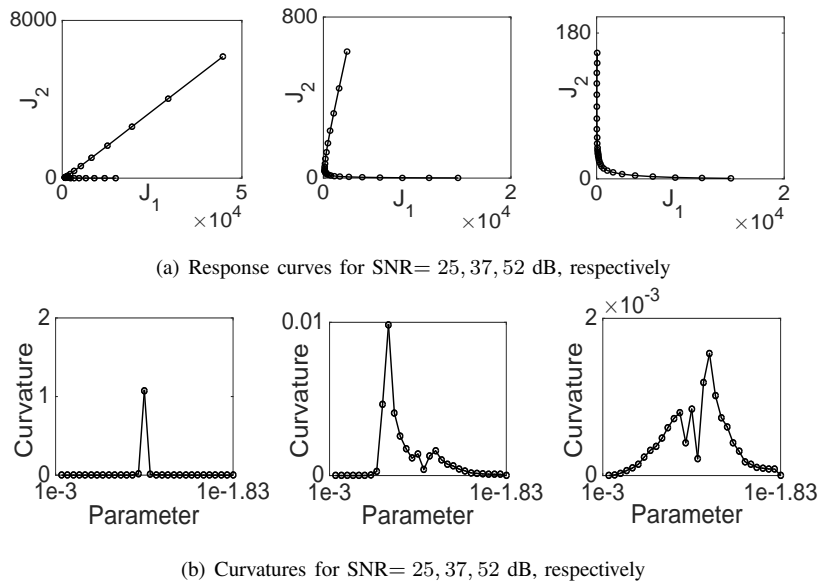 8000
J2
0
0
J1
5
×10^4
800
J2
0
0
J1
2
×10^4
180
J2
0
0
J1
2
×10^4
(a) Response curves for SNR= 25, 37, 52 dB, respectively
2
Curvature
1
0
1e-3
1e-1.83
Parameter
0.01
Curvature
0
1e-3
1e-1.83
Parameter
×10^-3
2
Curvature
0
1e-3
1e-1.83
Parameter
(b) Curvatures for SNR= 25, 37, 52 dB, respectively